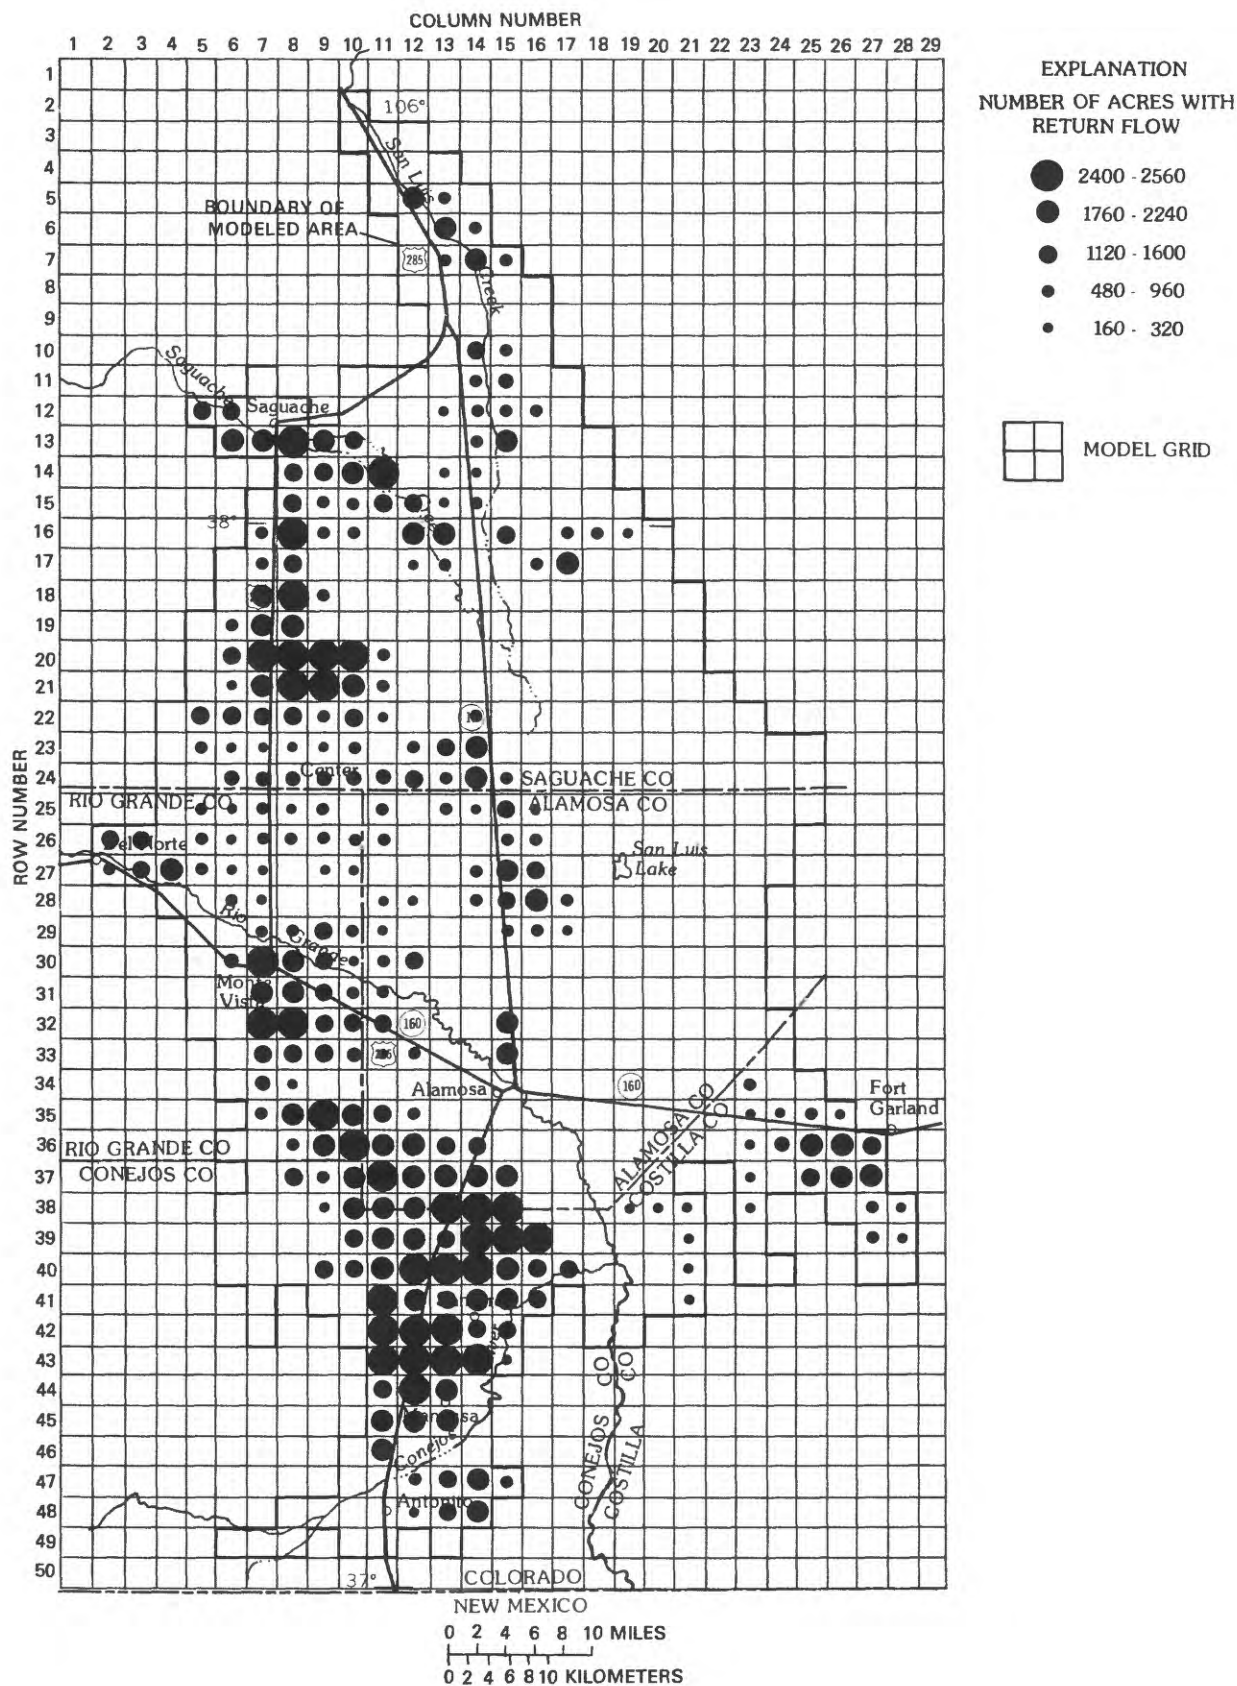 COLUMN NUMBER
1 2 3 4 5 6 7 8 9 10 11 12 13 14 15 16 17 18 19 20 21 22 23 24 25 26 27 28 29
ROW NUMBER
1
2
3
4
5
6
7
8
9
10
11
12
13
14
15
16
17
18
19
20
21
22
23
24
25
26
27
28
29
30
31
32
33
34
35
36
37
38
39
40
41
42
43
44
45
46
47
48
49
50
106°
San Luis
Creek
BOUNDARY OF
MODELED AREA
285
Saguache
Saguache
Creek
38°
Center
SAGUACHE CO
RIO GRANDE CO
ALAMOSA CO
Del Norte
San Luis
Lake
Rio
Grande
Monte
Vista
160
Alamosa
160
Fort
Garland
ALAMOSA CO
COSTILLA CO
RIO GRANDE CO
CONEJOS CO
River
CONEJOS CO
COSTILLA CO
Conejos
Antonito
37°
COLORADO
NEW MEXICO
0 2 4 6 8 10 MILES
0 2 4 6 8 10 KILOMETERS
EXPLANATION
NUMBER OF ACRES WITH
RETURN FLOW
2400 - 2560
1760 - 2240
1120 - 1600
480 - 960
160 - 320
MODEL GRID